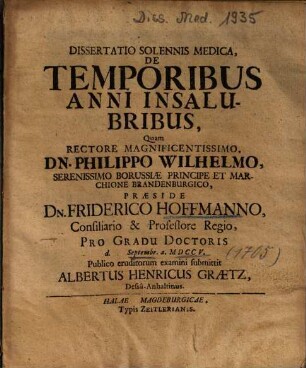 Diss. Med. 1935
DISSERTATIO SOLENNIS MEDICA,
DE
TEMPORIBUS
ANNI INSALU-
BRIBUS,
Quam
RECTORE MAGNIFICENTISSIMO,
DN. PHILIPPO WILHELMO,
SERENISSIMO BORUSSIÆ PRINCIPE ET MAR-
CHIONE BRANDENBURGICO,
PRÆSIDE
DN. FRIDERICO HOFFMANNO,
Consiliario & Professore Regio,
PRO GRADU DOCTORIS
d. Septembr. a. MDCCV.
(1705)
Publico eruditorum examini submittit
ALBERTUS HENRICUS GRÆTZ,
Dessâ-Anhaltinus.
HALAE MAGDEBURGICAE,
Typis ZEITLERIANIS.